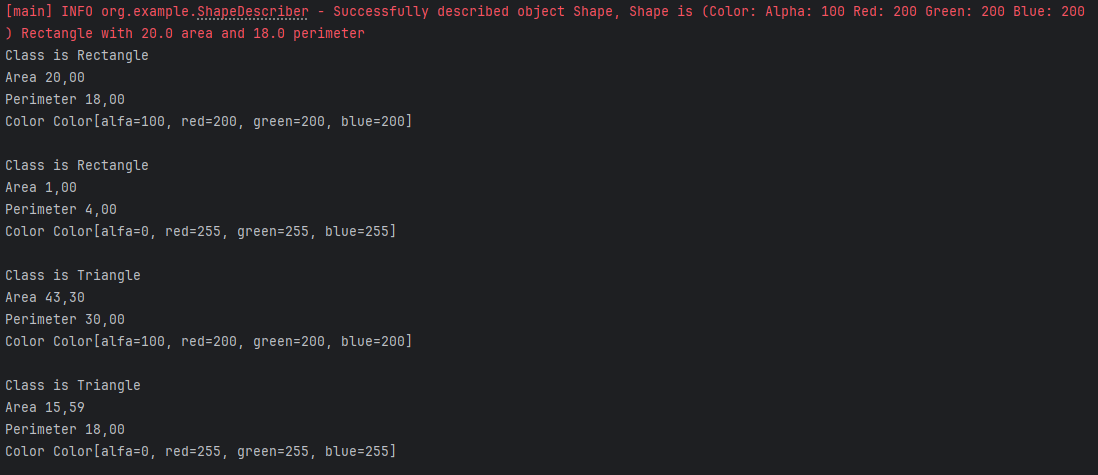 [main] INFO org.example.ShapeDescriber - Successfully described object Shape, Shape is (Color: Alpha: 100 Red: 200 Green: 200 Blue: 200
) Rectangle with 20.0 area and 18.0 perimeter
Class is Rectangle
Area 20,00
Perimeter 18,00
Color Color[alfa=100, red=200, green=200, blue=200]
Class is Rectangle
Area 1,00
Perimeter 4,00
Color Color[alfa=0, red=255, green=255, blue=255]
Class is Triangle
Area 43,30
Perimeter 30,00
Color Color[alfa=100, red=200, green=200, blue=200]
Class is Triangle
Area 15,59
Perimeter 18,00
Color Color[alfa=0, red=255, green=255, blue=255]